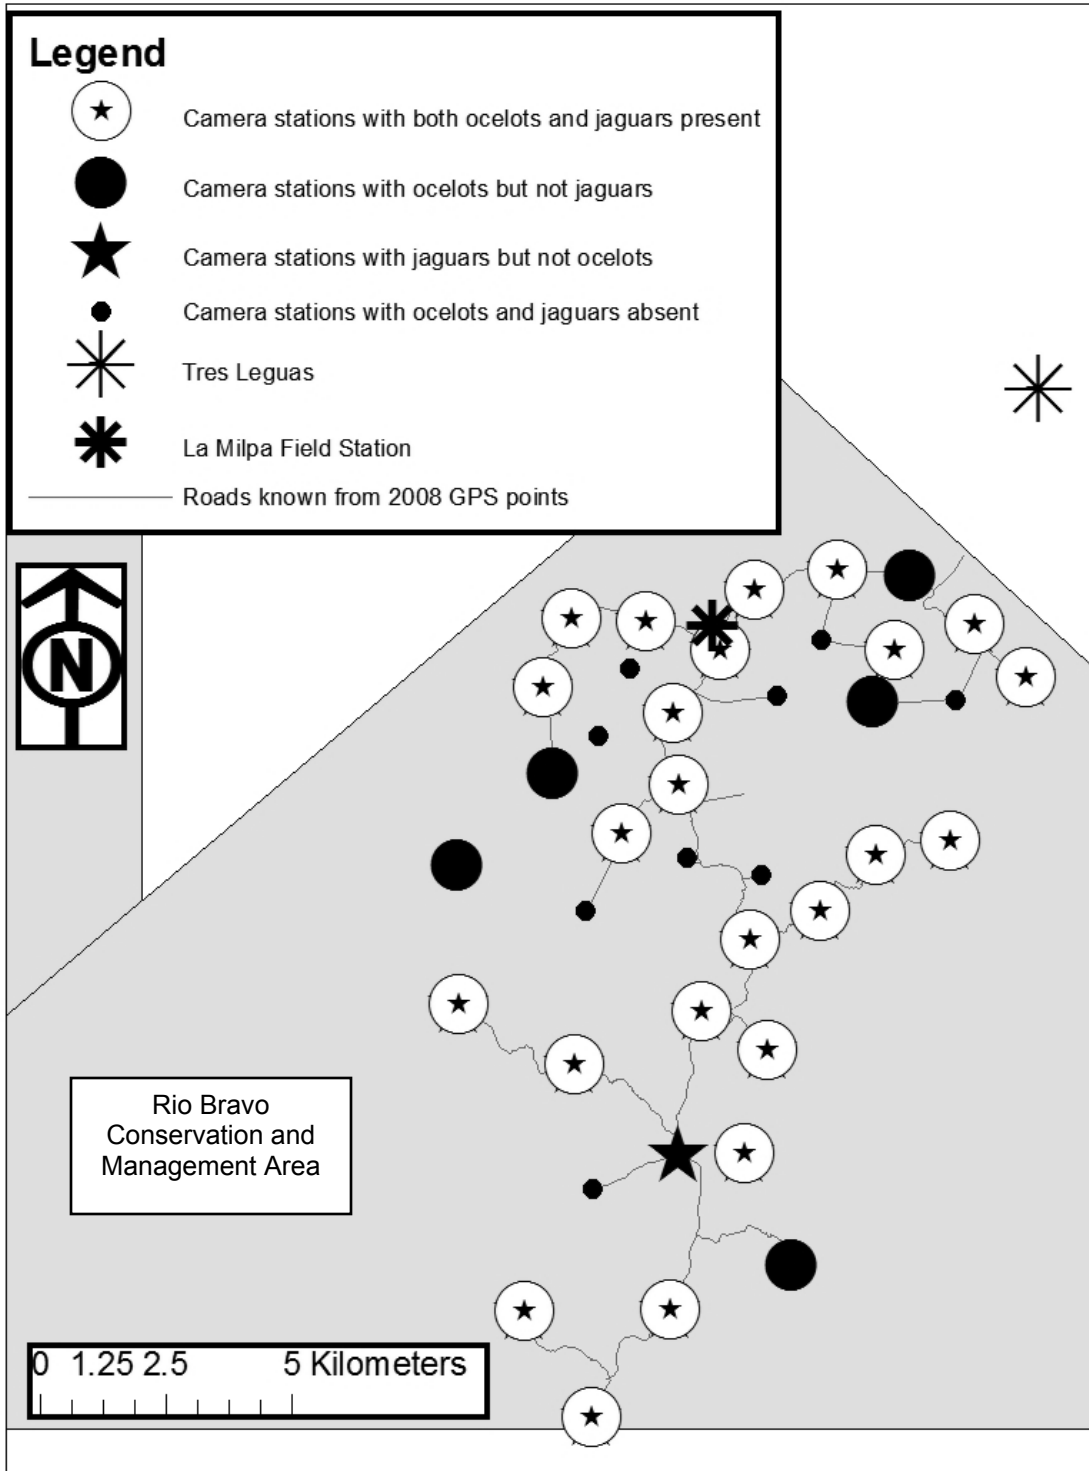 Legend
Camera stations with both ocelots and jaguars present
Camera stations with ocelots but not jaguars
Camera stations with jaguars but not ocelots
Camera stations with ocelots and jaguars absent
Tres Leguas
La Milpa Field Station
Roads known from 2008 GPS points
N
Rio Bravo
Conservation and
Management Area
0 1.25 2.5 5 Kilometers